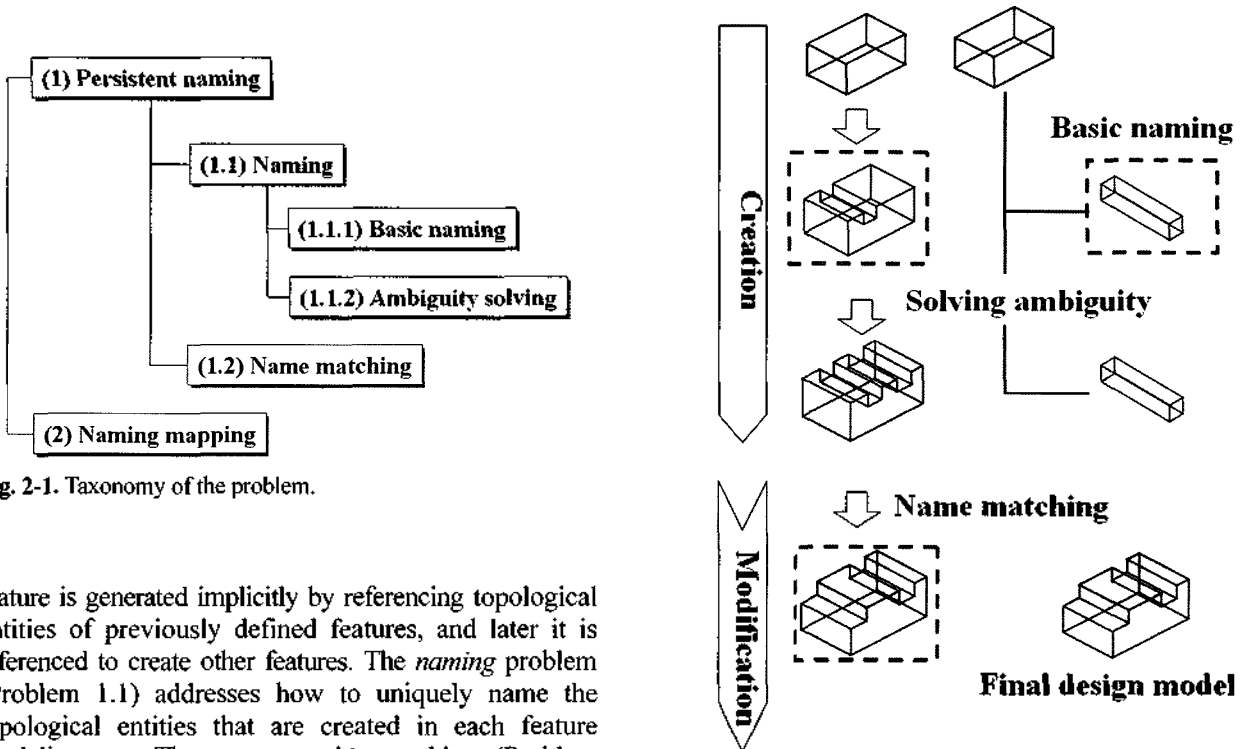 (1) Persistent naming
(1.1) Naming
(1.1.1) Basic naming
(1.1.2) Ambiguity solving
(1.2) Name matching
(2) Naming mapping
g. 2-1. Taxonomy of the problem.
ature is generated implicitly by referencing topological
tities of previously defined features, and later it is
ferenced to create other features. The naming problem
roblem 1.1) addresses how to uniquely name the
pological entities that are created in each feature
Creation
Basic naming
Solving ambiguity
Modification
Name matching
Final design model